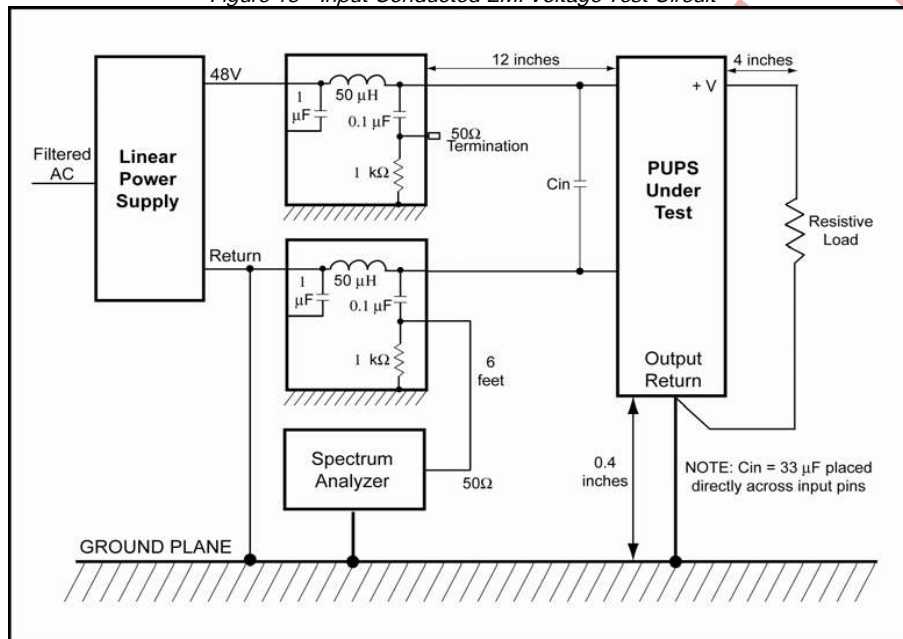 Figure 13 - Input Conducted EMI Voltage Test Circuit
48V
12 inches
4 inches
1
µF
50 µH
0.1 µF
50Ω
Termination
1 kΩ
+ V
Filtered
AC
Linear
Power
Supply
Cin
PUPS
Under
Test
Resistive
Load
Return
1
µF
50 µH
0.1 µF
1 kΩ
6
feet
Output
Return
Spectrum
Analyzer
50Ω
0.4
inches
NOTE: Cin = 33 µF placed
directly across input pins
GROUND PLANE